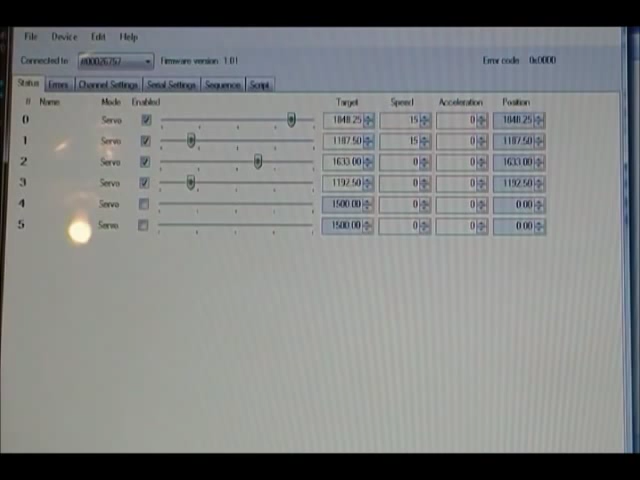 File Device Edit Help
Connected to: #00026757 Firmware version: 1.01 Error code: 0x0000
Status Errors Channel Settings Serial Settings Sequence Script
# Name Mode Enabled Target Speed Acceleration Position
0 Servo 1848.25 15 0 1848.25
1 Servo 1187.50 15 0 1187.50
2 Servo 1633.00 0 0 1633.00
3 Servo 1192.50 0 0 1192.50
4 Servo 1500.00 0 0 0.00
5 Servo 1500.00 0 0 0.00